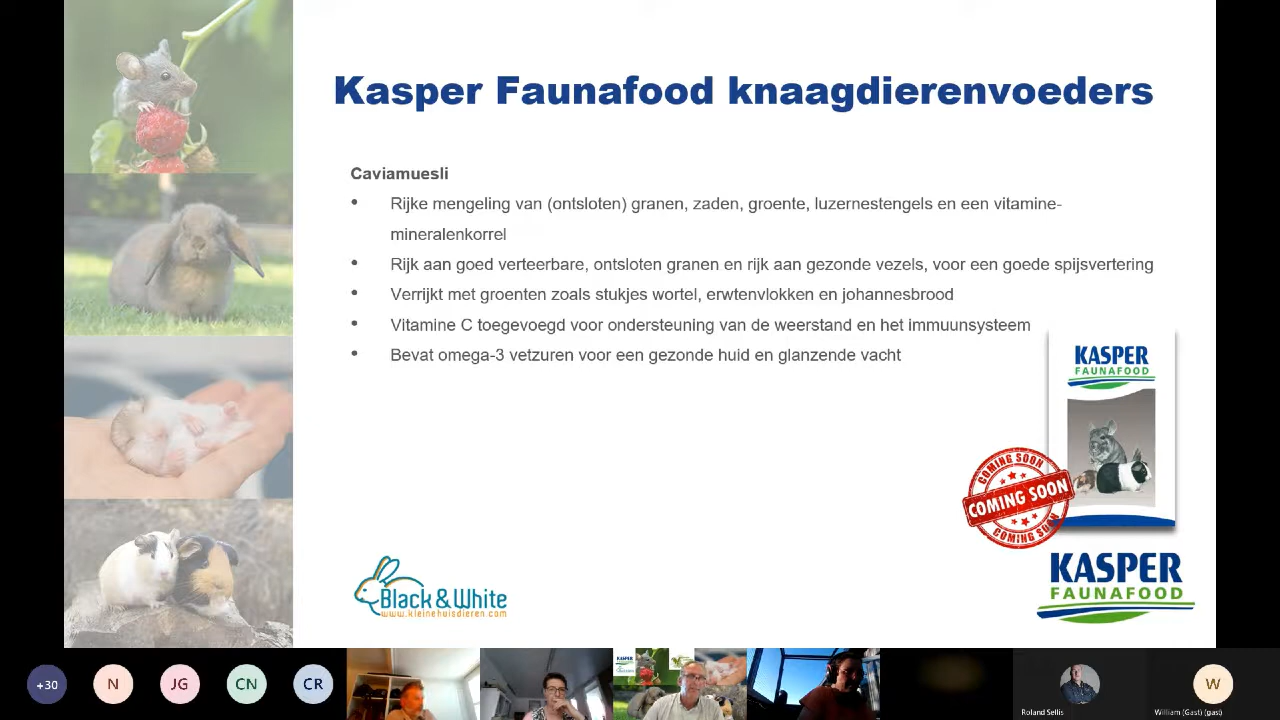 Kasper Faunafood knaagdierenvoeders
Caviamuesli
• Rijke mengeling van (ontsloten) granen, zaden, groente, luzernestengels en een vitamine-
mineralenkorrel
• Rijk aan goed verteerbare, ontsloten granen en rijk aan gezonde vezels, voor een goede spijsvertering
• Verrijkt met groenten zoals stukjes wortel, erwtenvlokken en johannesbrood
• Vitamine C toegevoegd voor ondersteuning van de weerstand en het immuunsysteem
• Bevat omega-3 vetzuren voor een gezonde huid en glanzende vacht
KASPER
FAUNAFOOD
COMING SOON
COMING SOON
COMING SOON
KASPER
FAUNAFOOD
Black & White
www.kleinehuisdieren.com
+30
N
JG
CN
CR
W
Roland Sellis
William (Gast) (gast)